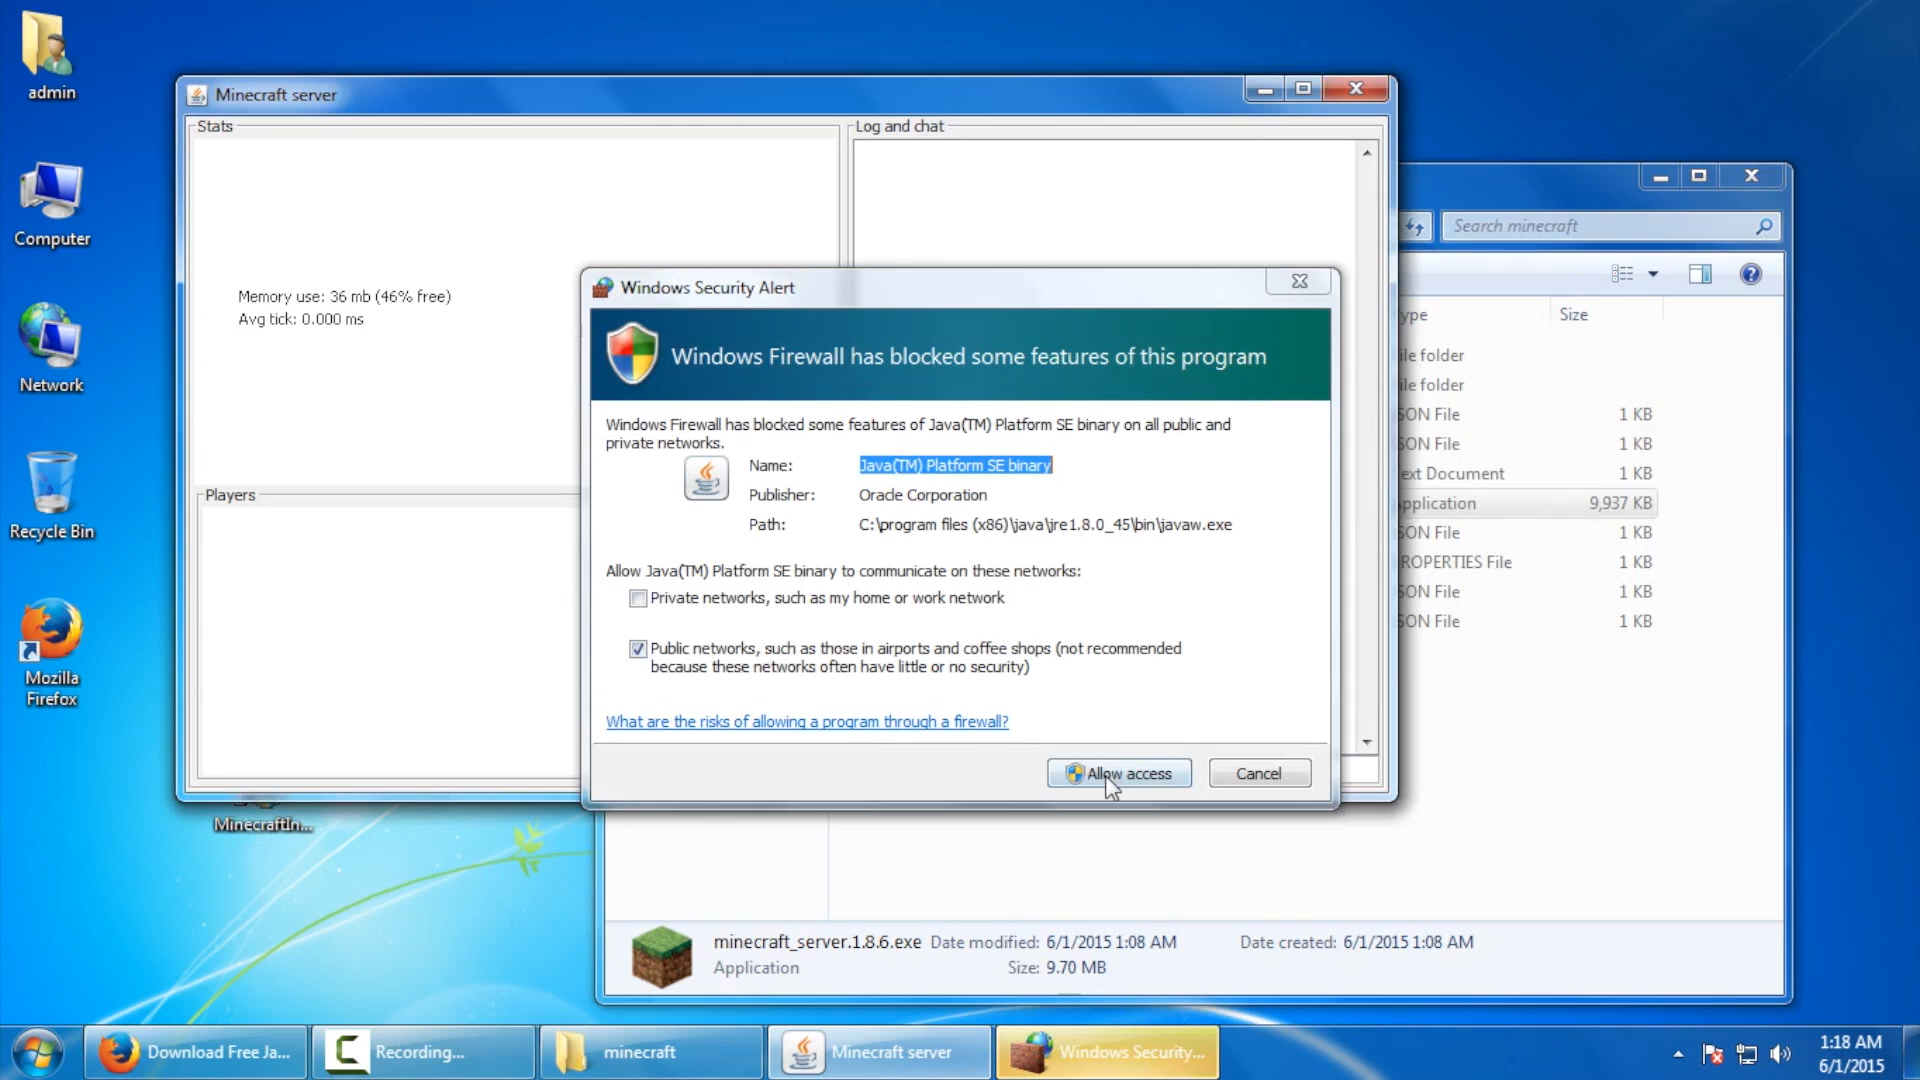 admin
Computer
Network
Recycle Bin
Mozilla
Firefox
MinecraftIn...
Minecraft server
Stats
Memory use: 36 mb (46% free)
Avg tick: 0.000 ms
Players
Log and chat
Windows Security Alert
Windows Firewall has blocked some features of this program
Windows Firewall has blocked some features of Java(TM) Platform SE binary on all public and
private networks.
Name: Java(TM) Platform SE binary
Publisher: Oracle Corporation
Path: C:\program files (x86)\java\jre1.8.0_45\bin\javaw.exe
Allow Java(TM) Platform SE binary to communicate on these networks:
Private networks, such as my home or work network
Public networks, such as those in airports and coffee shops (not recommended
because these networks often have little or no security)
What are the risks of allowing a program through a firewall?
Allow access
Cancel
Search minecraft
ype Size
ile folder
ile folder
SON File 1 KB
SON File 1 KB
ext Document 1 KB
pplication 9,937 KB
SON File 1 KB
ROPERTIES File 1 KB
SON File 1 KB
SON File 1 KB
minecraft_server.1.8.6.exe Date modified: 6/1/2015 1:08 AM Date created: 6/1/2015 1:08 AM
Application Size: 9.70 MB
Download Free Ja...
Recording...
minecraft
Minecraft server
Windows Security...
1:18 AM
6/1/2015